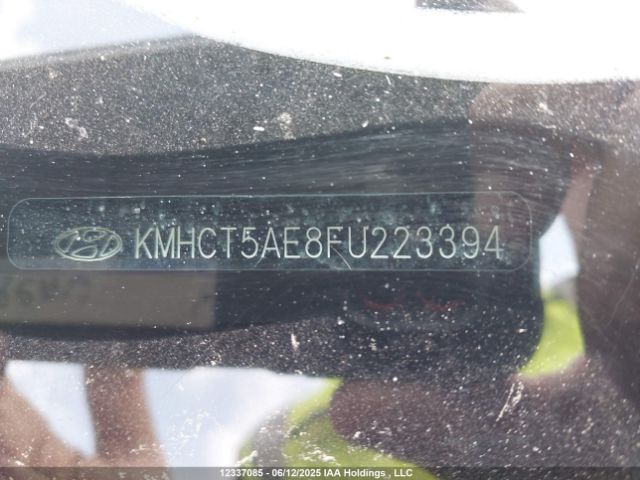 KMHCT5AE8FU223394
12337085 - 06/12/2025 IAA Holdings , LLC